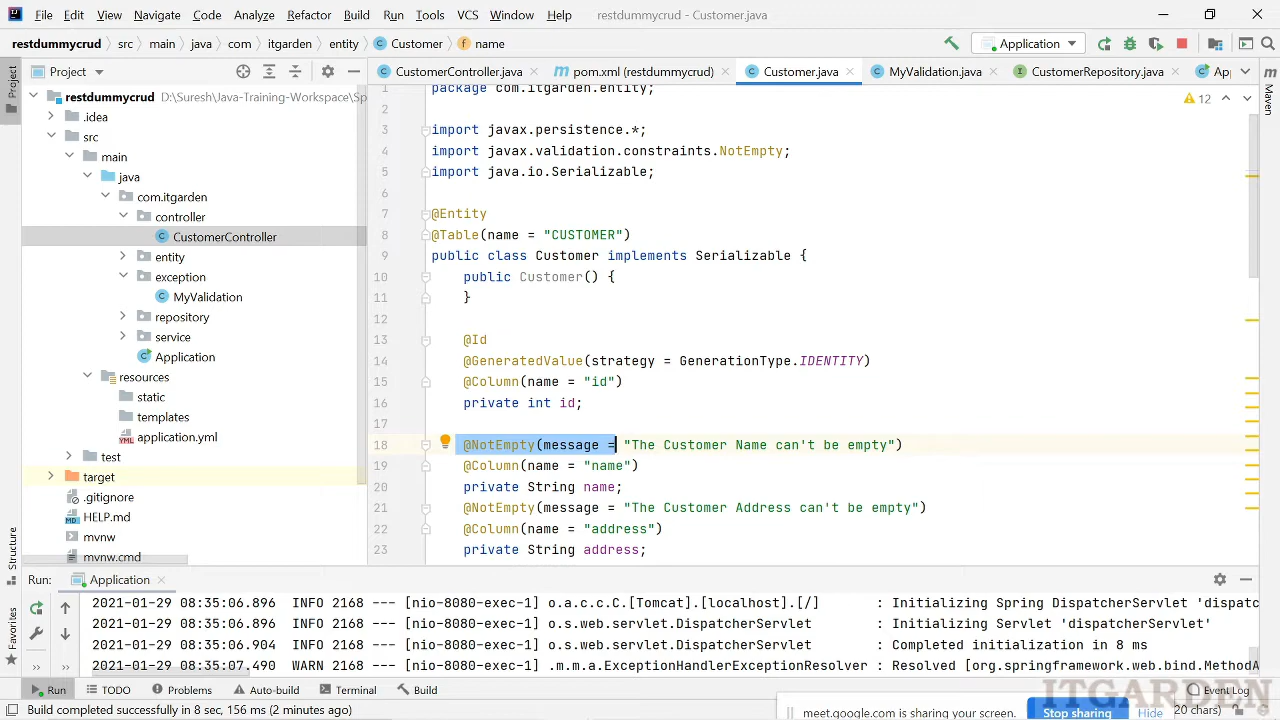 File Edit View Navigate Code Analyze Refactor Build Run Tools VCS Window Help restdummycrud - Customer.java
restdummycrud src main java com itgarden entity Customer name Application
Project CustomerController.java pom.xml (restdummycrud) Customer.java MyValidation.java CustomerRepository.java Ap
Project
Structure
Favorites
Maven
restdummycrud D:\Suresh\Java-Training-Workspace\Sp
.idea
src
main
java
com.itgarden
controller
CustomerController
entity
exception
MyValidation
repository
service
Application
resources
static
templates
application.yml
test
target
.gitignore
HELP.md
mvnw
mvnw.cmd
12
1 package com.itgarden.entity;
2
3 import javax.persistence.*;
4 import javax.validation.constraints.NotEmpty;
5 import java.io.Serializable;
6
7 @Entity
8 @Table(name = "CUSTOMER")
9 public class Customer implements Serializable {
10 public Customer() {
11 }
12
13 @Id
14 @GeneratedValue(strategy = GenerationType.IDENTITY)
15 @Column(name = "id")
16 private int id;
17
18 @NotEmpty(message = "The Customer Name can't be empty")
19 @Column(name = "name")
20 private String name;
21 @NotEmpty(message = "The Customer Address can't be empty")
22 @Column(name = "address")
23 private String address;
Run: Application
2021-01-29 08:35:06.896 INFO 2168 --- [nio-8080-exec-1] o.a.c.c.C.[Tomcat].[localhost].[/] : Initializing Spring DispatcherServlet 'dispatc
2021-01-29 08:35:06.896 INFO 2168 --- [nio-8080-exec-1] o.s.web.servlet.DispatcherServlet : Initializing Servlet 'dispatcherServlet'
2021-01-29 08:35:06.904 INFO 2168 --- [nio-8080-exec-1] o.s.web.servlet.DispatcherServlet : Completed initialization in 8 ms
2021-01-29 08:35:07.490 WARN 2168 --- [nio-8080-exec-1] .m.m.a.ExceptionHandlerExceptionResolver : Resolved [org.springframework.web.bind.MethodA
Run TODO Problems Auto-build Terminal Build Event Log
ITGARDEN
Build completed successfully in 8 sec, 156 ms (2 minutes ago)
meet.google.com is sharing your screen. Stop sharing Hide
20 chars)